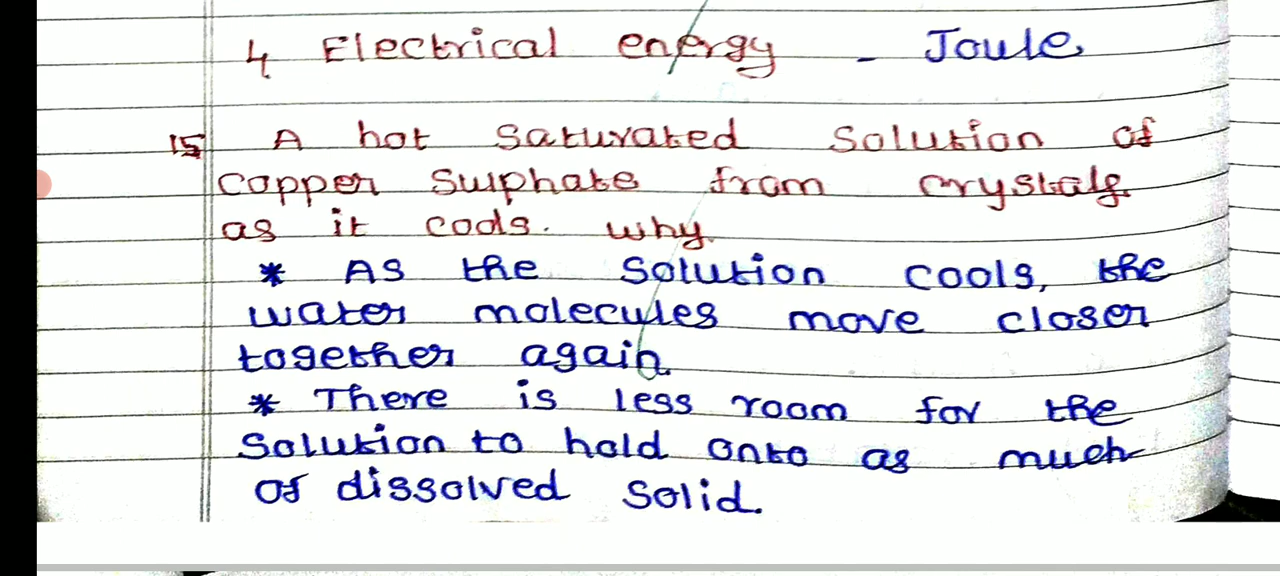 4 Electrical energy - Joule
15 A hot saturated solution of
copper sulphate from crystals
as it cools. why.
* As the solution cools, the
water molecules move closer
together again.
* There is less room for the
solution to hold onto as much
of dissolved solid.